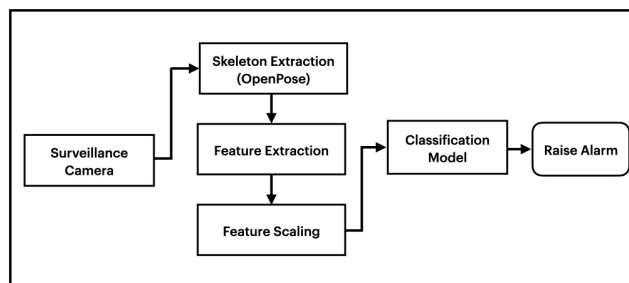 Surveillance
Camera
Skeleton Extraction
(OpenPose)
Feature Extraction
Feature Scaling
Classification
Model
Raise Alarm